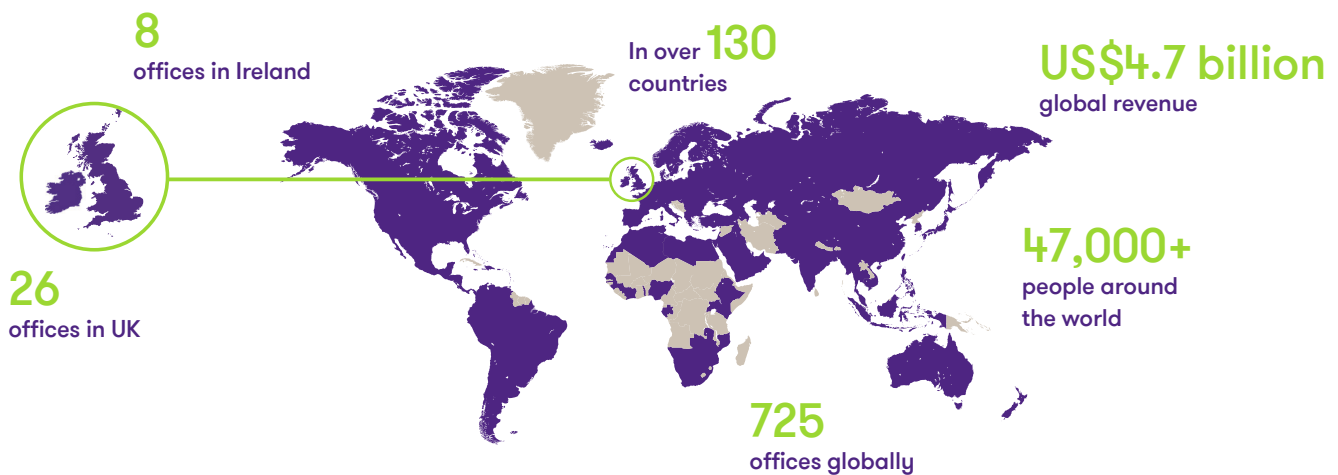 8
offices in Ireland
In over 130
countries
US$4.7 billion
global revenue
26
offices in UK
47,000+
people around
the world
725
offices globally